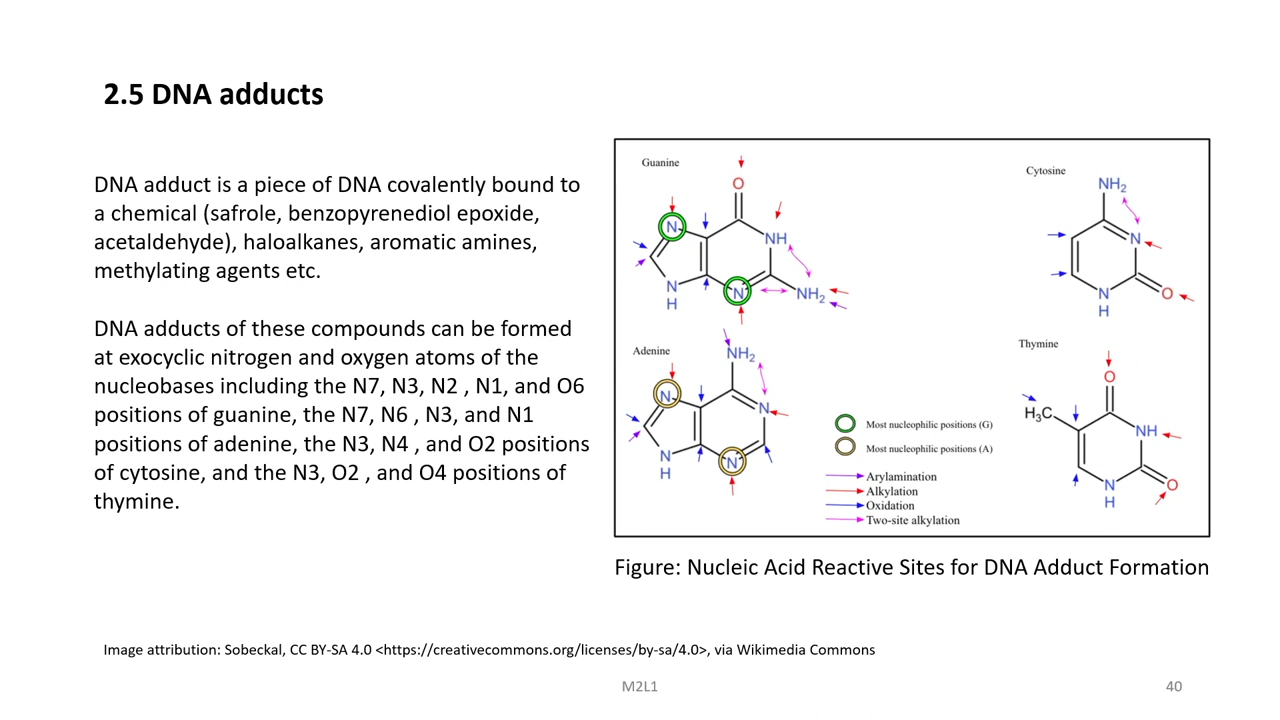 2.5 DNA adducts
DNA adduct is a piece of DNA covalently bound to
a chemical (safrole, benzopyrenediol epoxide,
acetaldehyde), haloalkanes, aromatic amines,
methylating agents etc.
DNA adducts of these compounds can be formed
at exocyclic nitrogen and oxygen atoms of the
nucleobases including the N7, N3, N2 , N1, and O6
positions of guanine, the N7, N6 , N3, and N1
positions of adenine, the N3, N4 , and O2 positions
of cytosine, and the N3, O2 , and O4 positions of
thymine.
Guanine
O
N
NH
N
H
N
NH2
Cytosine
NH2
N
N
H
O
Adenine
NH2
N
N
N
H
N
Thymine
O
H3C
NH
N
H
O
Most nucleophilic positions (G)
Most nucleophilic positions (A)
Arylamination
Alkylation
Oxidation
Two-site alkylation
Figure: Nucleic Acid Reactive Sites for DNA Adduct Formation
Image attribution: Sobeckal, CC BY-SA 4.0 <https://creativecommons.org/licenses/by-sa/4.0>, via Wikimedia Commons
M2L1
40